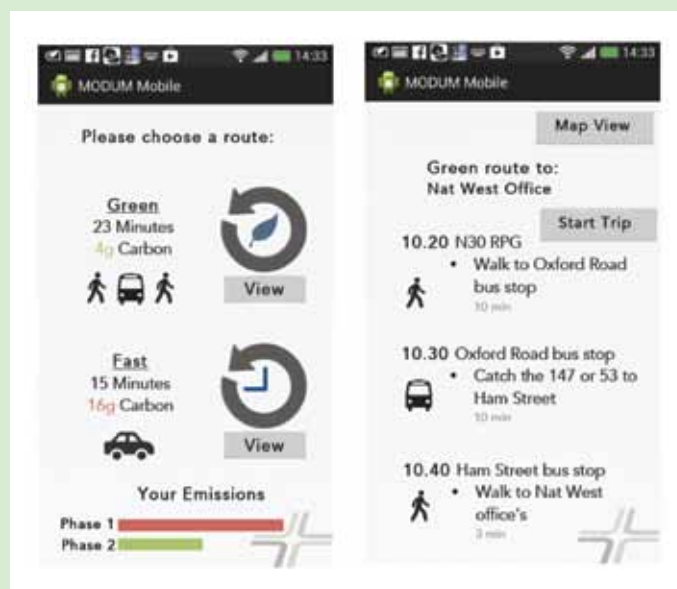 14:33
MODUM Mobile
Please choose a route:
Green
23 Minutes
4g Carbon
View
Fast
15 Minutes
16g Carbon
View
Your Emissions
Phase 1
Phase 2
14:33
MODUM Mobile
Map View
Green route to:
Nat West Office
Start Trip
10.20 N30 RPG
• Walk to Oxford Road
bus stop
10 min
10.30 Oxford Road bus stop
• Catch the 147 or 53 to
Ham Street
10 min
10.40 Ham Street bus stop
• Walk to Nat West
office's
3 min